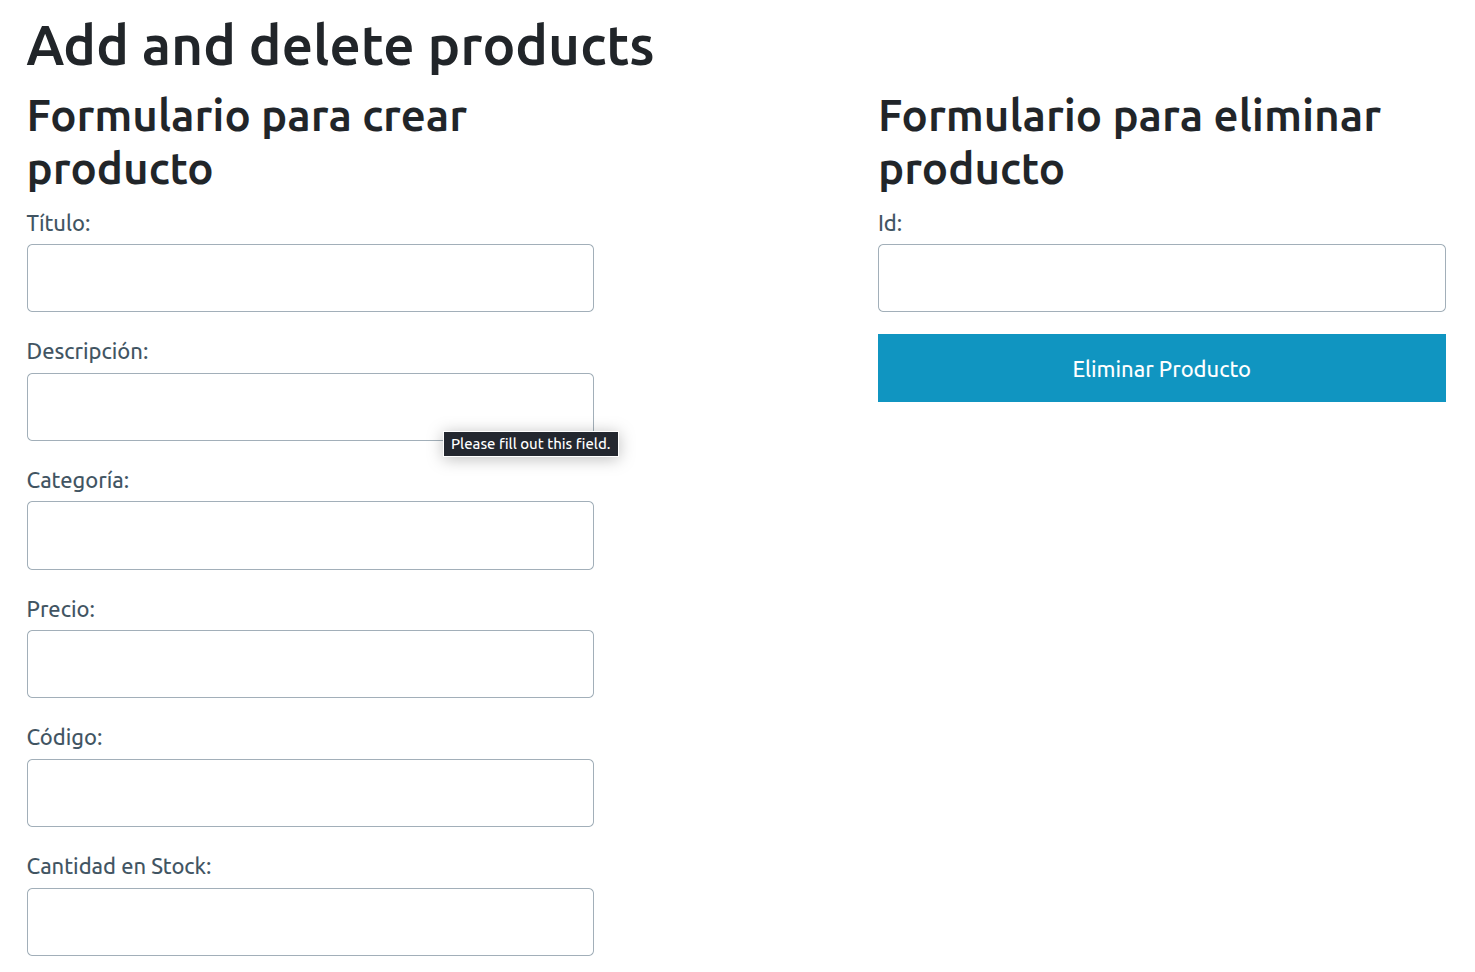 Add and delete products
Formulario para crear
producto
Título:
Descripción:
Please fill out this field.
Categoría:
Precio:
Código:
Cantidad en Stock:
Formulario para eliminar
producto
Id:
Eliminar Producto